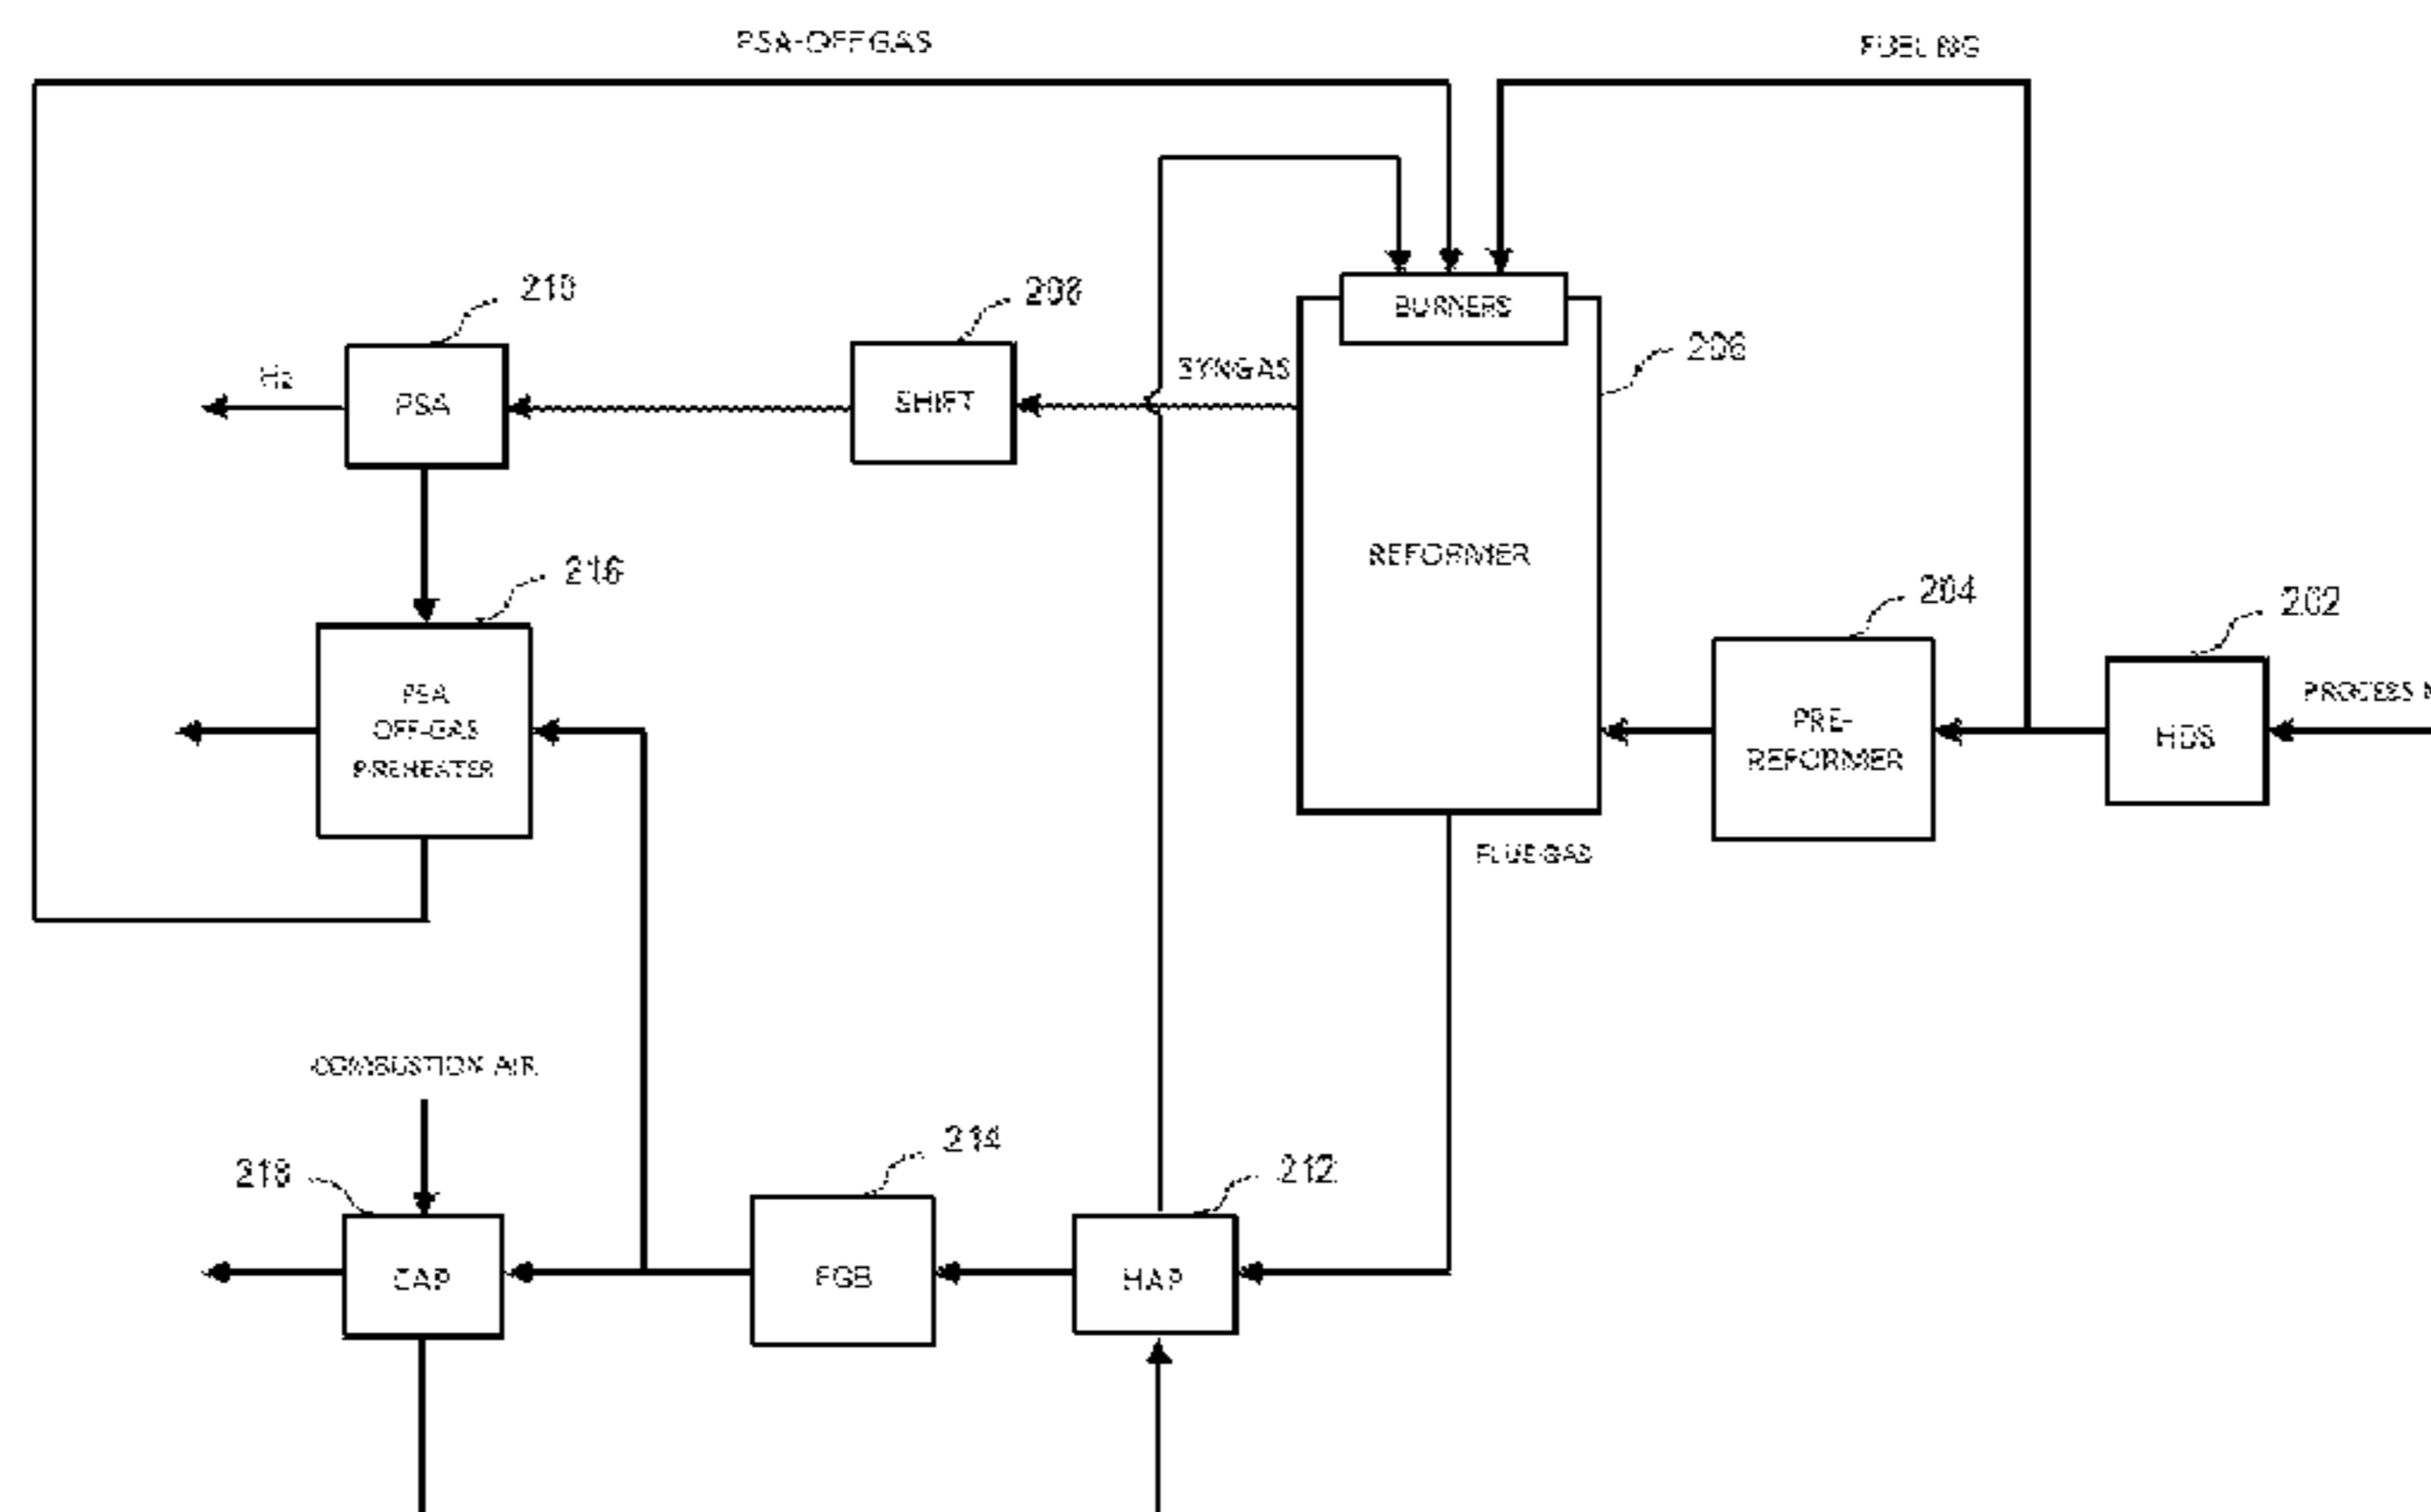 PSA-OFF GAS
FUEL NG
210
208
BURNERS
206
H₂
SYNGAS
PSA
SHIFT
REFORMER
216
204
202
PSA
OFF-GAS
PREHEATER
PRE-
REFORMER
HDS
PROCESS
FLUE GAS
COMBUSTION AIR
214
218
212
CAP
FGB
HAP